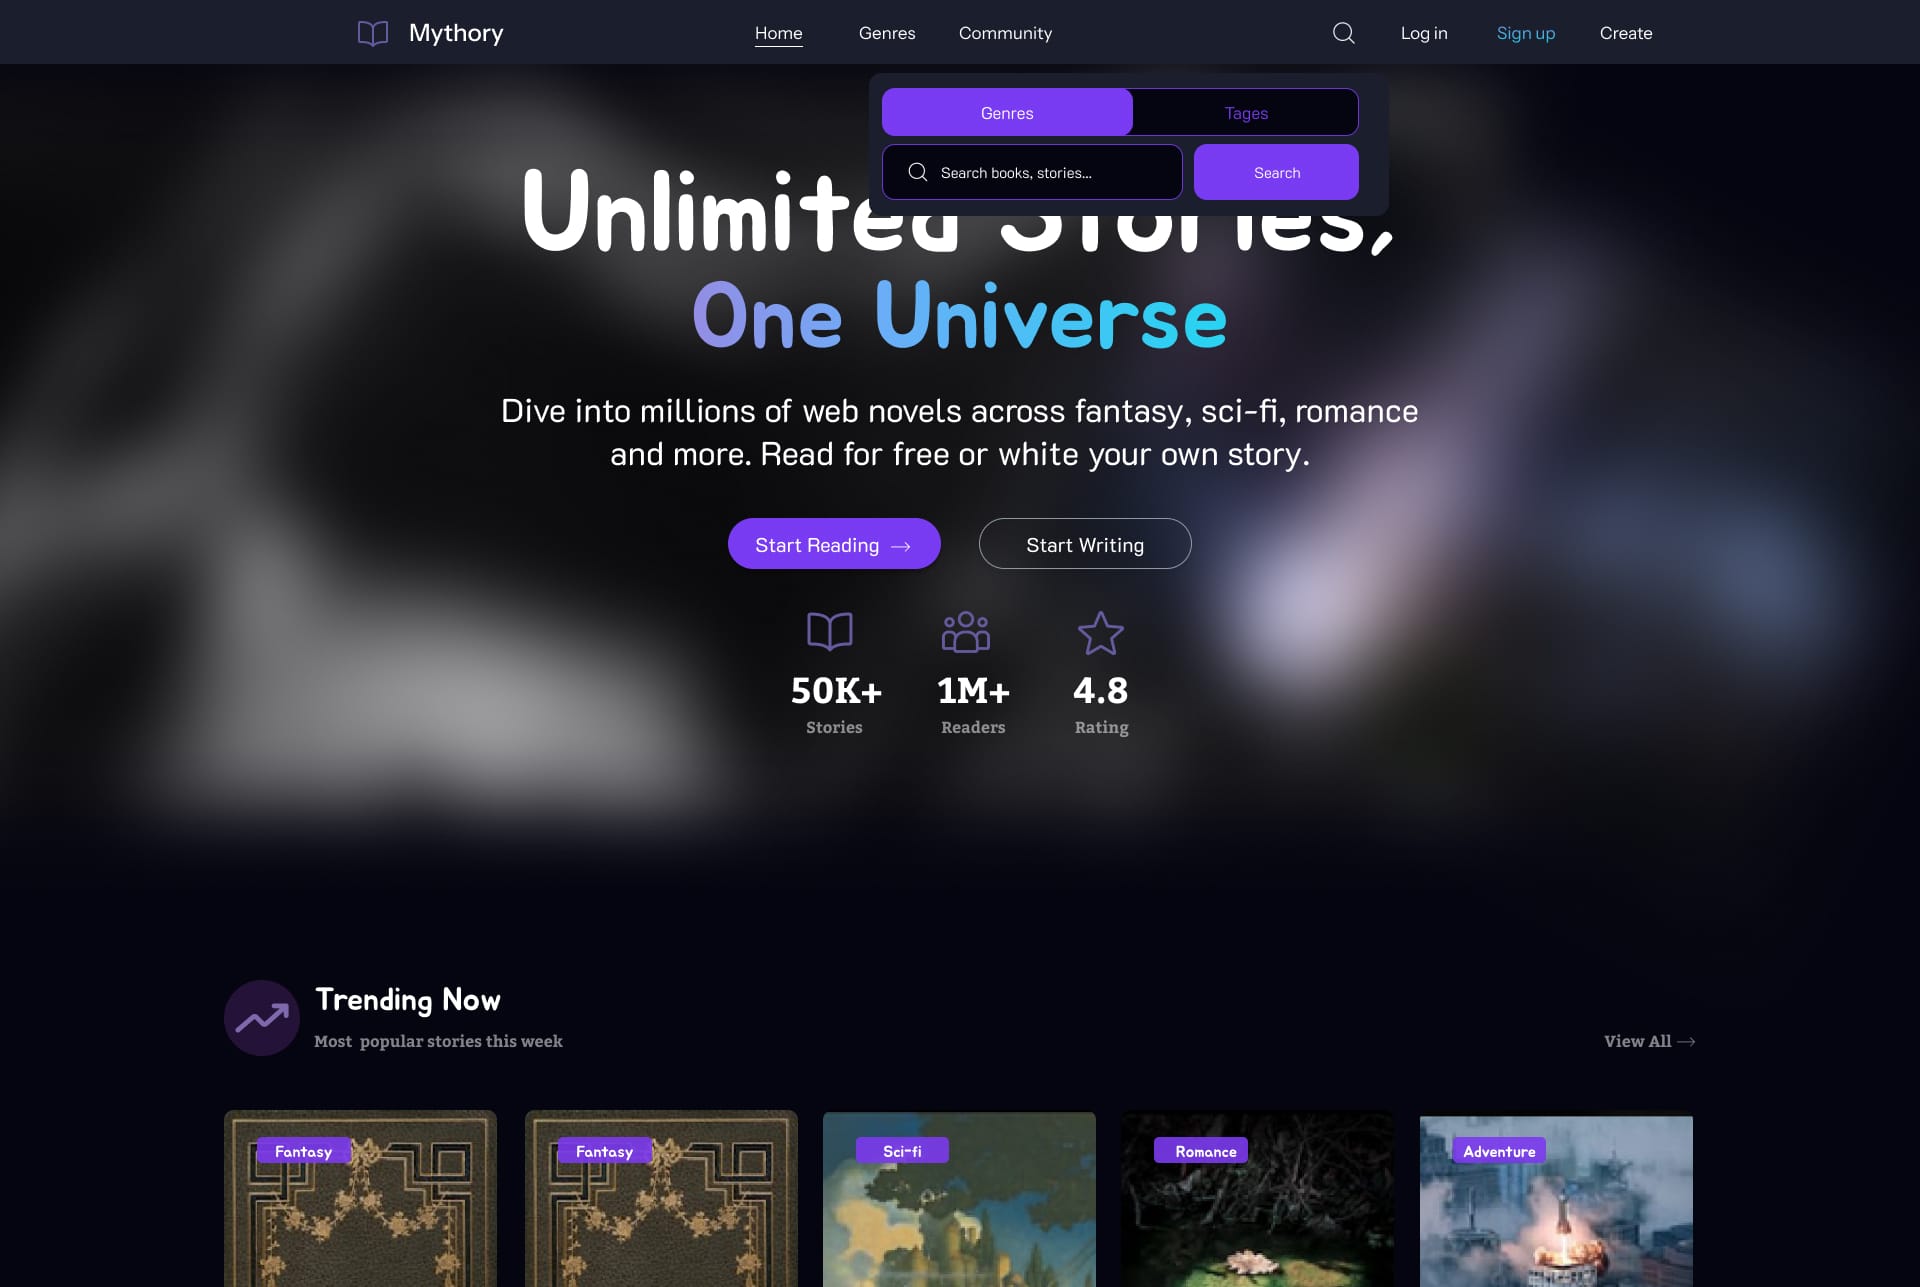 Mythory
Home Genres Community
Log in Sign up Create
Genres Tages
Search books, stories... Search
Unlimited Stories,
One Universe
Dive into millions of web novels across fantasy, sci-fi, romance
and more. Read for free or white your own story.
Start Reading → Start Writing
50K+ 1M+ 4.8
Stories Readers Rating
Trending Now
Most popular stories this week
View All →
Fantasy Fantasy Sci-fi Romance Adventure